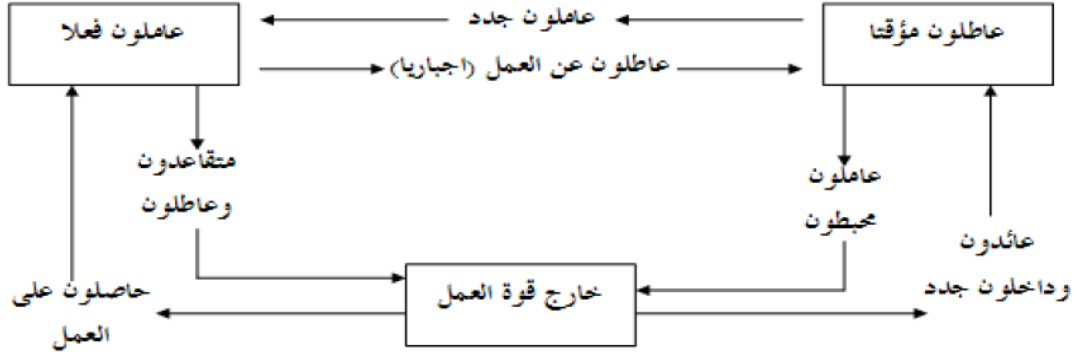 عاملون جدد
عاملون فعلا
عاطلون مؤقتا
عاطلون عن العمل (اجباريا)
متقاعدون
وعاطلون
عاملون
محبطون
عائدون
وداخلون جدد
خارج قوة العمل
حاصلون على
العمل